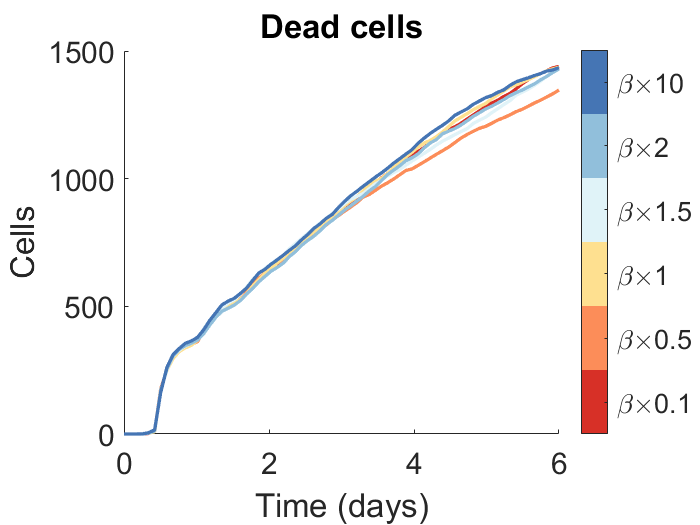 Dead cells
1500
1000
500
0
Cells
0
2
4
6
Time (days)
β×10
β×2
β×1.5
β×1
β×0.5
β×0.1